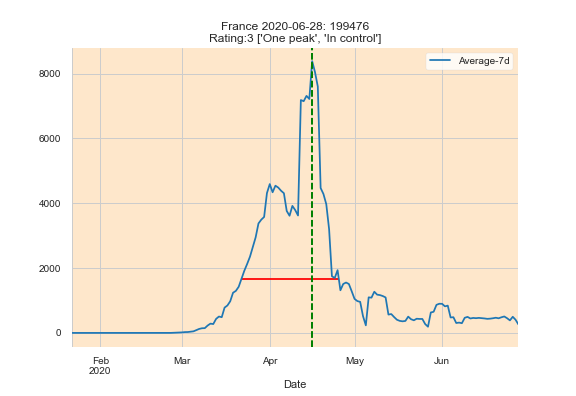 France 2020-06-28: 199476
Rating:3 ['One peak', 'In control']
Average-7d
8000
6000
4000
2000
0
Feb
2020
Mar
Apr
May
Jun
Date